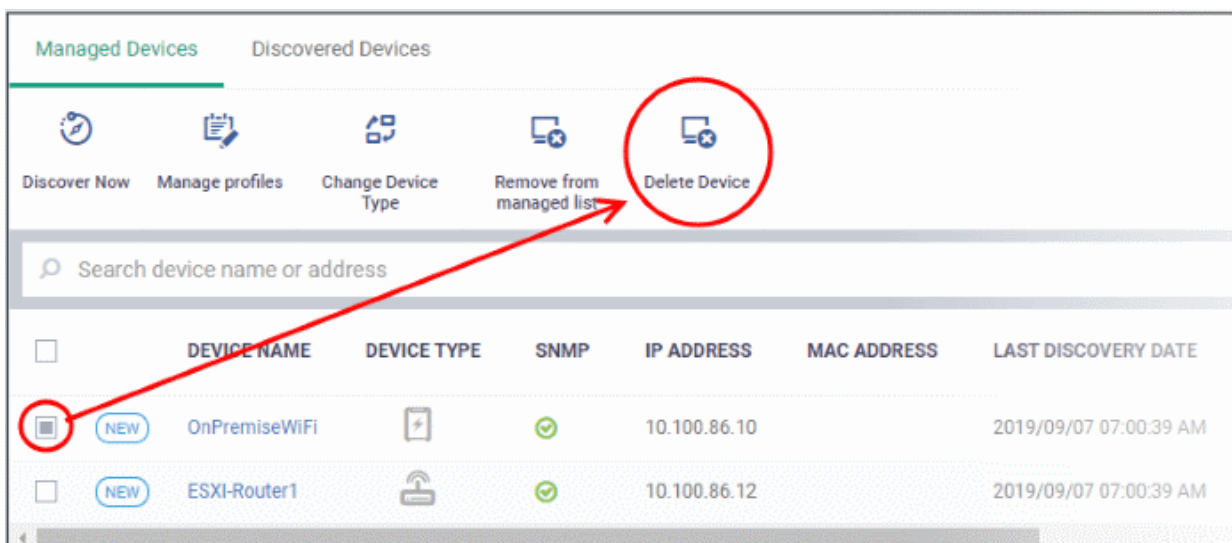 Managed Devices Discovered Devices
Discover Now Manage profiles Change Device Type Remove from managed list Delete Device
Search device name or address
DEVICE NAME DEVICE TYPE SNMP IP ADDRESS MAC ADDRESS LAST DISCOVERY DATE
NEW OnPremiseWiFi 10.100.86.10 2019/09/07 07:00:39 AM
NEW ESXI-Router1 10.100.86.12 2019/09/07 07:00:39 AM